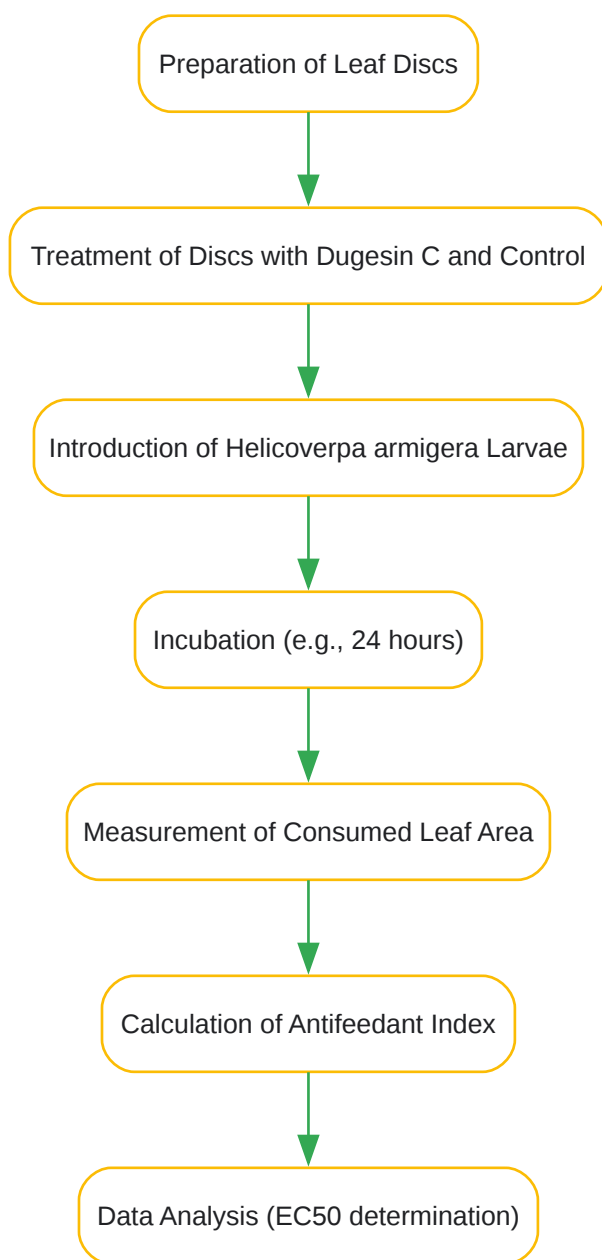 Preparation of Leaf Discs
Treatment of Discs with Dugesin C and Control
Introduction of Helicoverpa armigera Larvae
Incubation (e.g., 24 hours)
Measurement of Consumed Leaf Area
Calculation of Antifeedant Index
Data Analysis (EC50 determination)